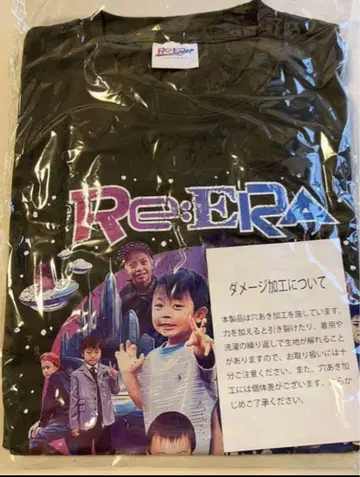 Re:ERA
Re:ERA
ダメージ加工について
本製品は穴あき加工を施しています。
力を加えると引き裂けたり、着用や
洗濯の繰り返しで生地が解れること
がありますので、お取り扱いには十
分ご注意ください。また、穴あき加
工には個体差がございます。あらか
じめご了承ください。